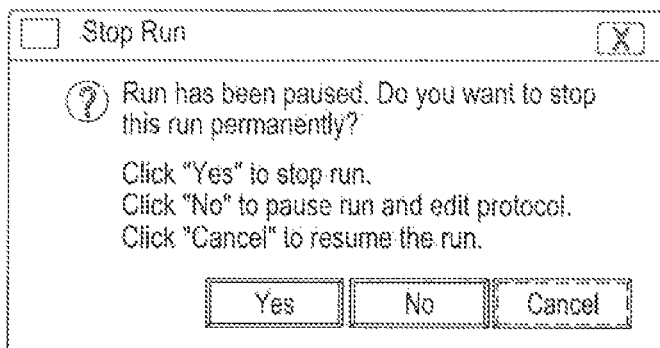 Stop Run
X
? Run has been paused. Do you want to stop
this run permanently?
Click "Yes" to stop run.
Click "No" to pause run and edit protocol.
Click "Cancel" to resume the run.
Yes No Cancel